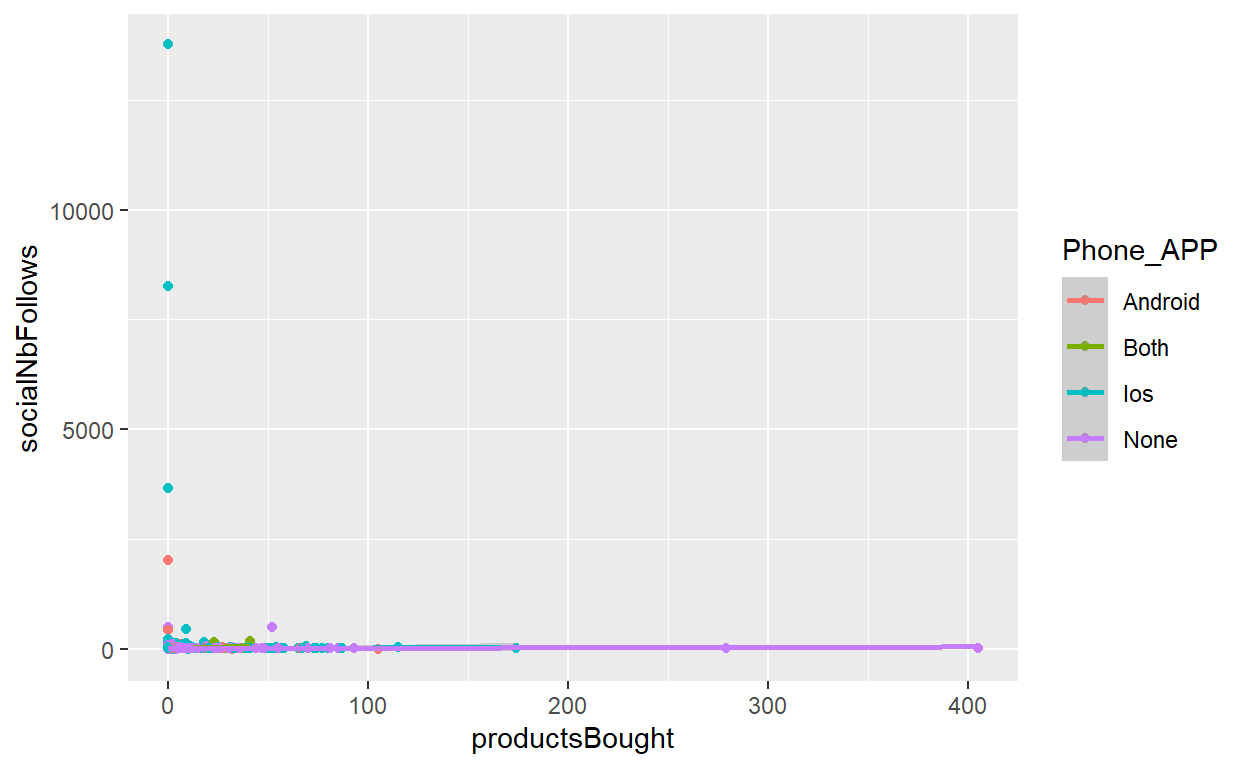 socialNbFollows
10000
5000
0
0
100
200
300
400
productsBought
Phone_APP
Android
Both
Ios
None